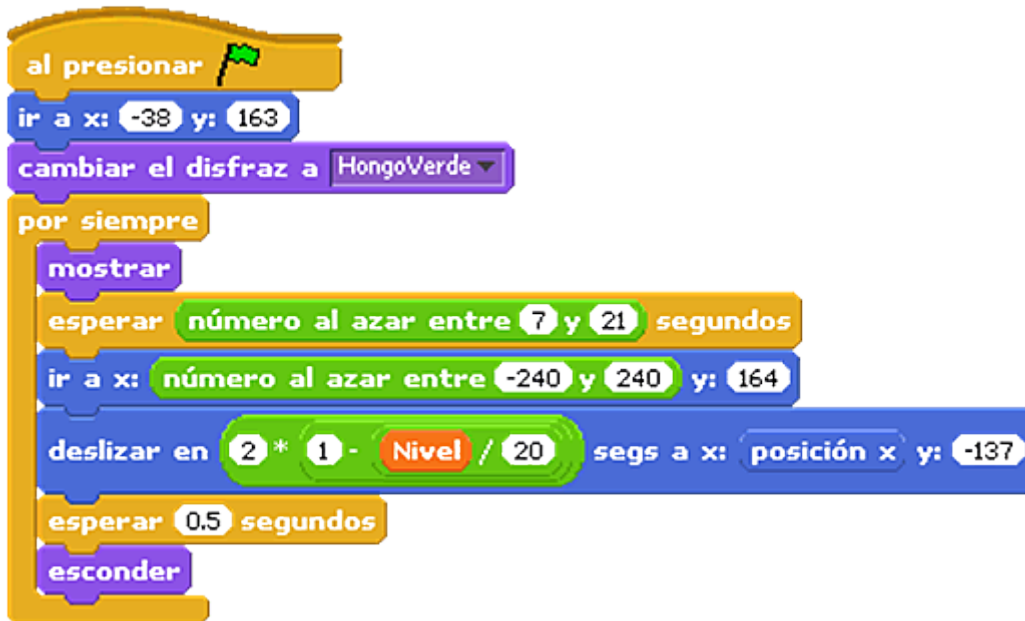 al presionar
ir a x: -38 y: 163
cambiar el disfraz a HongoVerde
por siempre
mostrar
esperar número al azar entre 7 y 21 segundos
ir a x: número al azar entre -240 y 240 y: 164
deslizar en 2 * 1 - Nivel / 20 segs a x: posición x y: -137
esperar 0.5 segundos
esconder